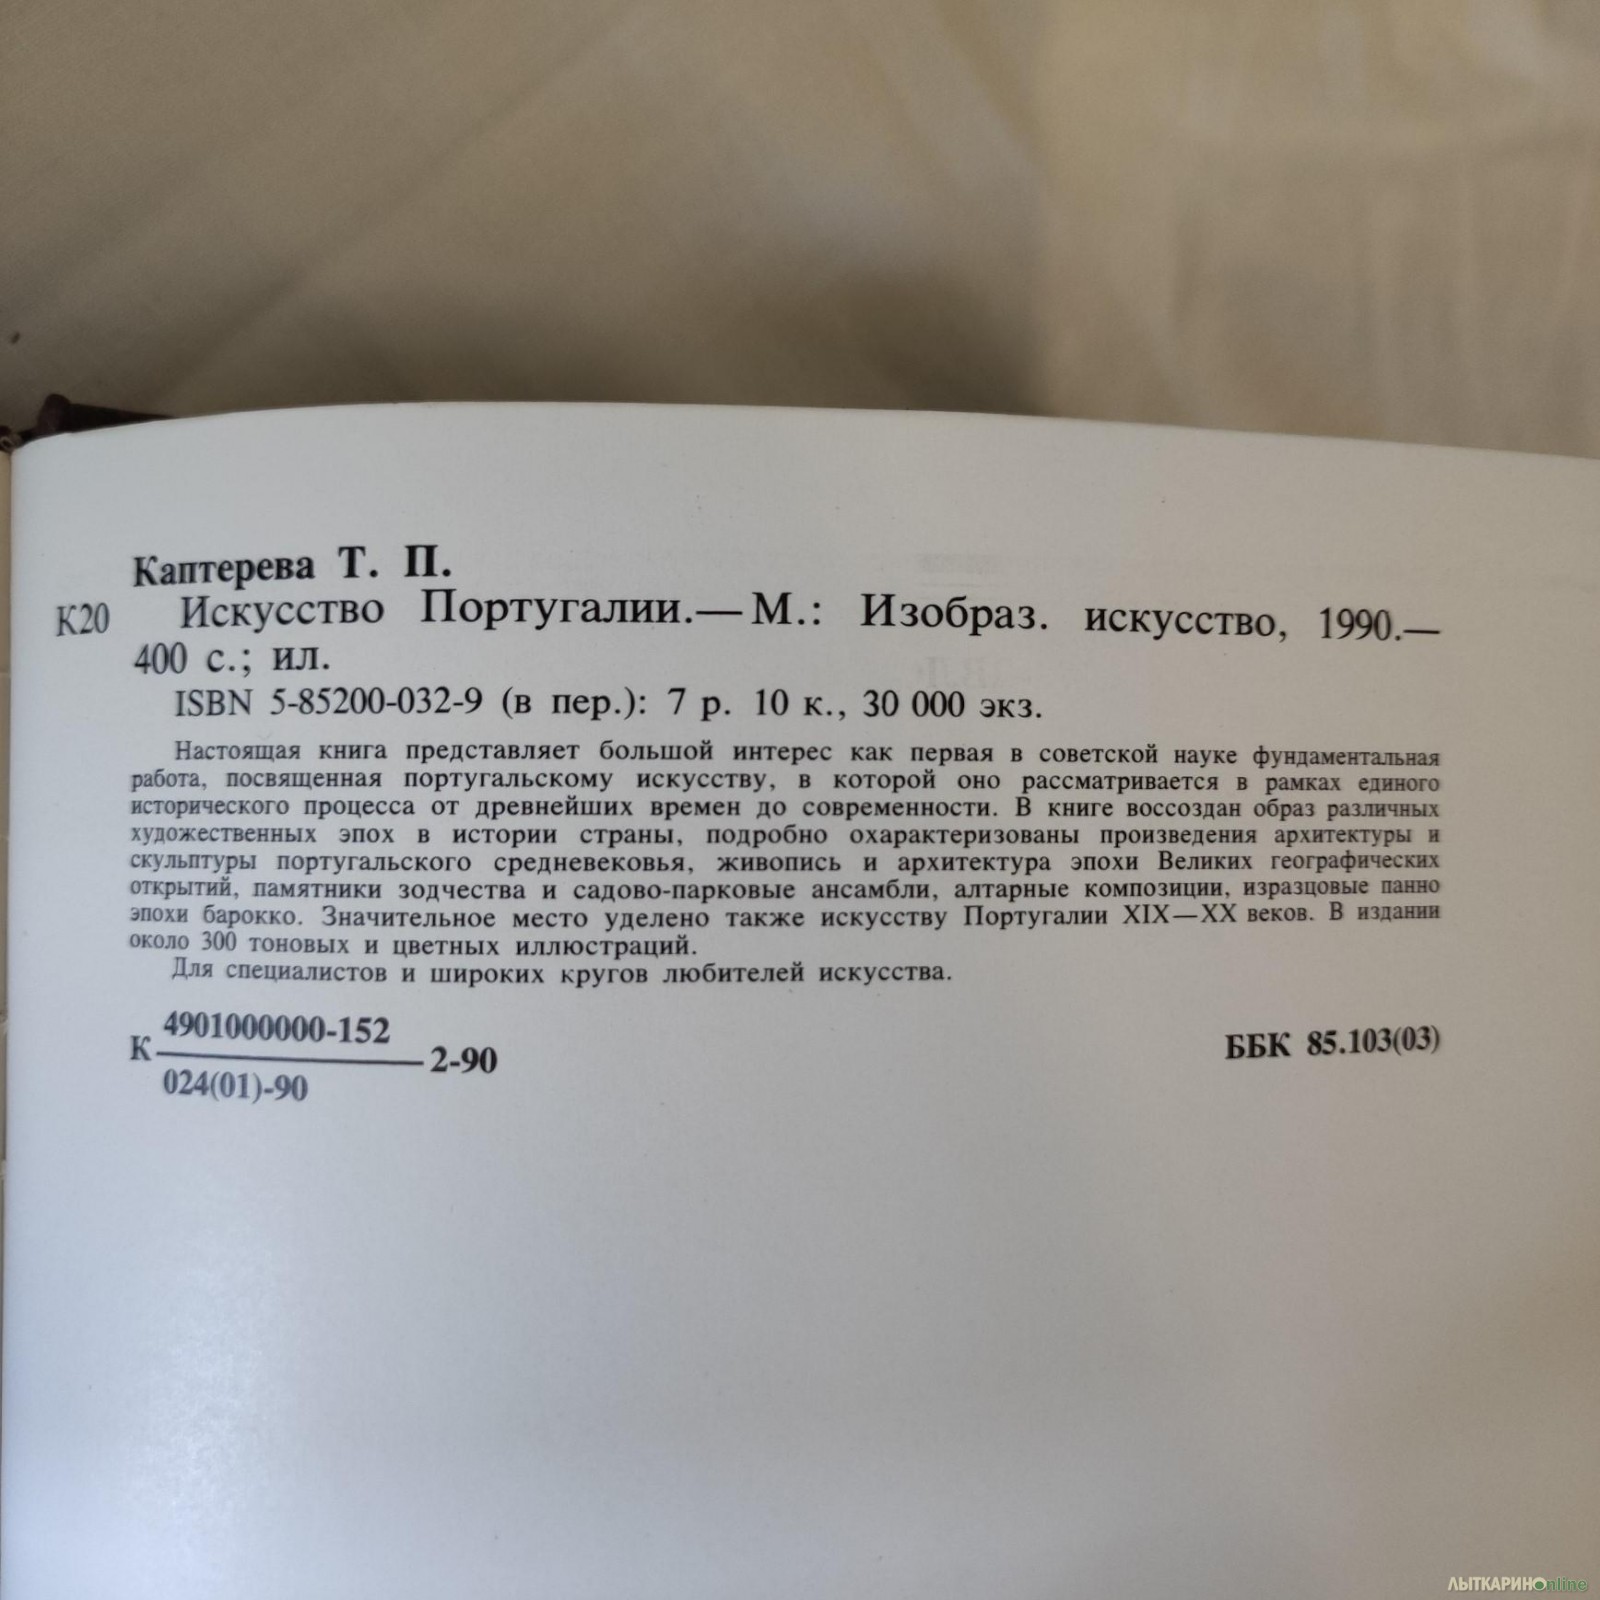 Каптерева Т. П.
К20 Искусство Португалии.— М.: Изобраз. искусство, 1990.—
400 с.; ил.
ISBN 5-85200-032-9 (в пер.): 7 р. 10 к., 30 000 экз.
Настоящая книга представляет большой интерес как первая в советской науке фундаментальная
работа, посвященная португальскому искусству, в которой оно рассматривается в рамках единого
исторического процесса от древнейших времен до современности. В книге воссоздан образ различных
художественных эпох в истории страны, подробно охарактеризованы произведения архитектуры и
скульптуры португальского средневековья, живопись и архитектура эпохи Великих географических
открытий, памятники зодчества и садово-парковые ансамбли, алтарные композиции, изразцовые панно
эпохи барокко. Значительное место уделено также искусству Португалии XIX—XX веков. В издании
около 300 тоновых и цветных иллюстраций.
Для специалистов и широких кругов любителей искусства.
4901000000-152
К 2-90 ББК 85.103(03)
024(01)-90
ЛЫТКАРИНОnline